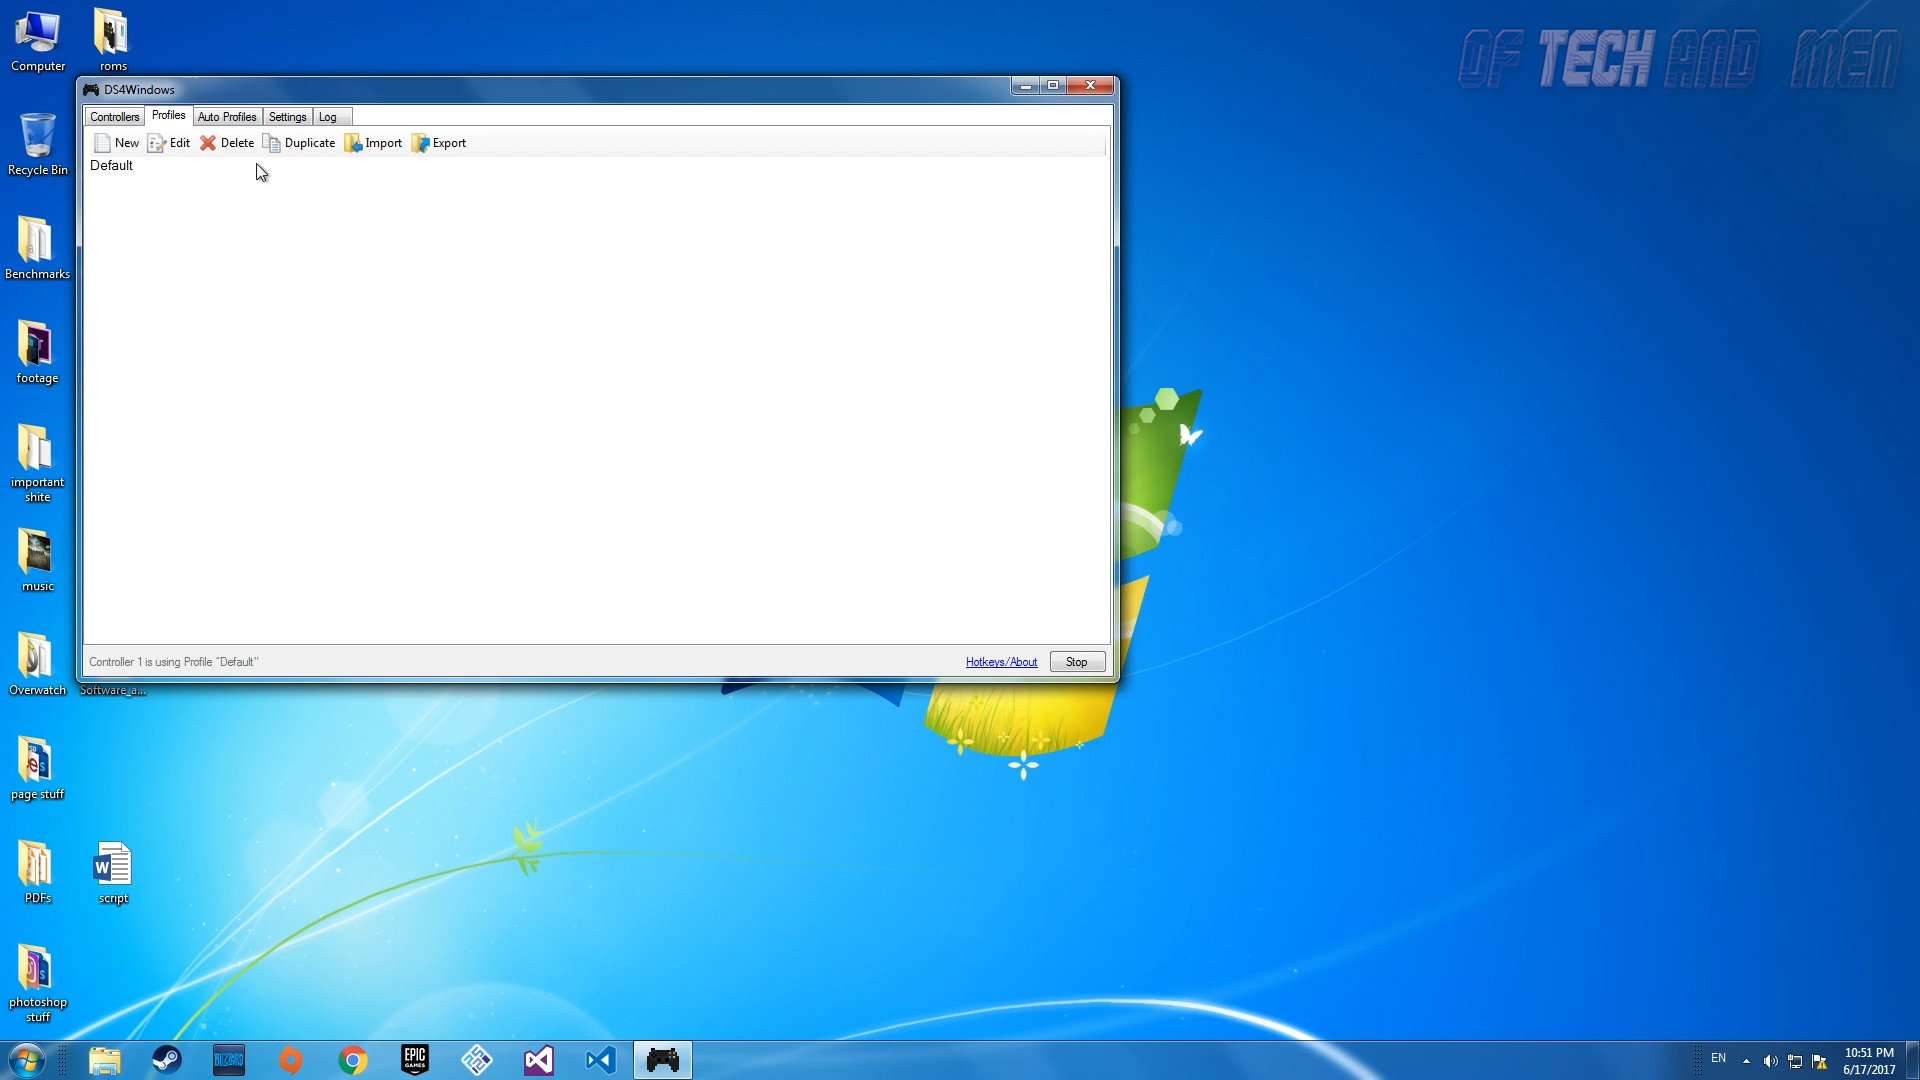 OF TECH AND MEN
Computer
roms
DS4Windows
Controllers Profiles Auto Profiles Settings Log
New Edit Delete Duplicate Import Export
Default
Recycle Bin
Benchmarks
footage
important
shite
music
Controller 1 is using Profile "Default"
Hotkeys/About
Stop
Overwatch
Software_a...
page stuff
PDFs
script
photoshop
stuff
BLIZZARD
EPIC
GAMES
EN
10:51 PM
6/17/2017